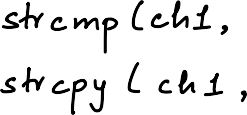 strcmp (ch1,
strcpy ( ch1 ,